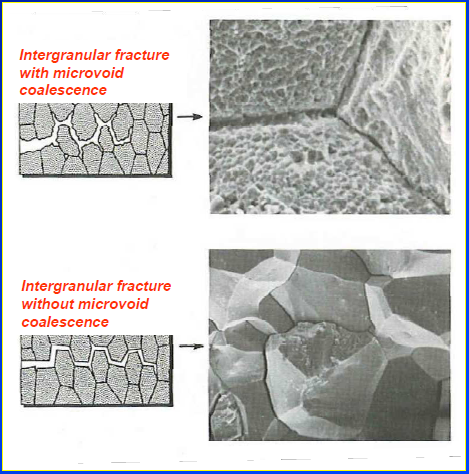 Intergranular fracture
with microvoid
coalescence
Intergranular fracture
without microvoid
coalescence